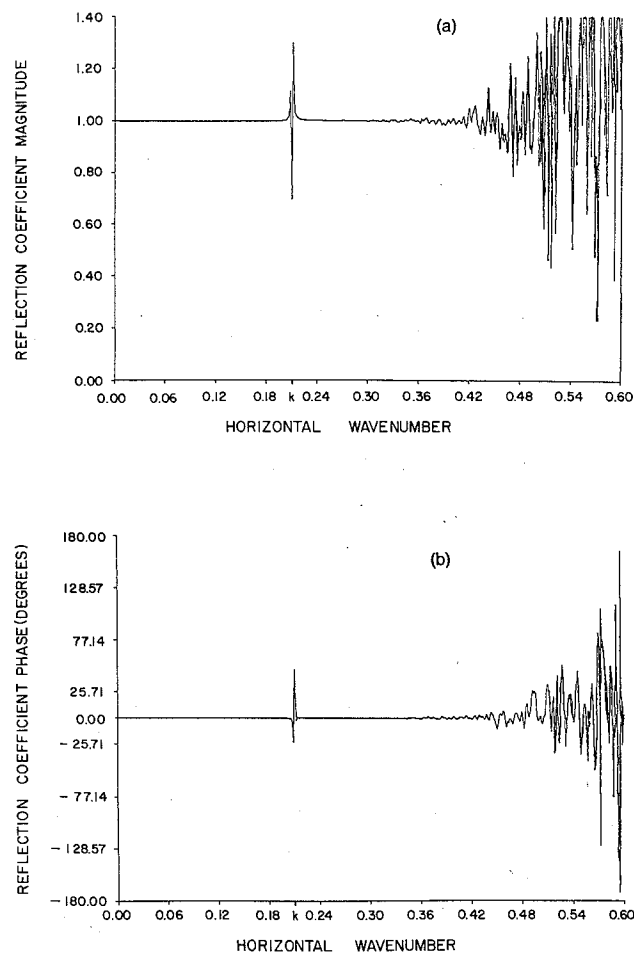 (a)
REFLECTION COEFFICIENT MAGNITUDE
1.40
1.20
1.00
0.80
0.60
0.40
0.20
0.00
0.00 0.06 0.12 0.18 k 0.24 0.30 0.36 0.42 0.48 0.54 0.60
HORIZONTAL WAVENUMBER
(b)
REFLECTION COEFFICIENT PHASE (DEGREES)
180.00
128.57
77.14
25.71
0.00
-25.71
-77.14
-128.57
-180.00
0.00 0.06 0.12 0.18 k 0.24 0.30 0.36 0.42 0.48 0.54 0.60
HORIZONTAL WAVENUMBER